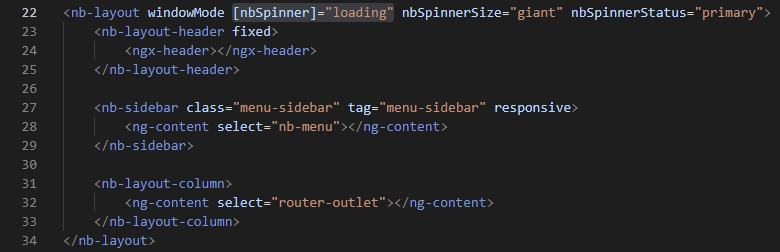 22 <nb-layout windowMode [nbSpinner]="loading" nbSpinnerSize="giant" nbSpinnerStatus="primary">
23     <nb-layout-header fixed>
24         <ngx-header></ngx-header>
25     </nb-layout-header>
26
27     <nb-sidebar class="menu-sidebar" tag="menu-sidebar" responsive>
28         <ng-content select="nb-menu"></ng-content>
29     </nb-sidebar>
30
31     <nb-layout-column>
32         <ng-content select="router-outlet"></ng-content>
33     </nb-layout-column>
34 </nb-layout>